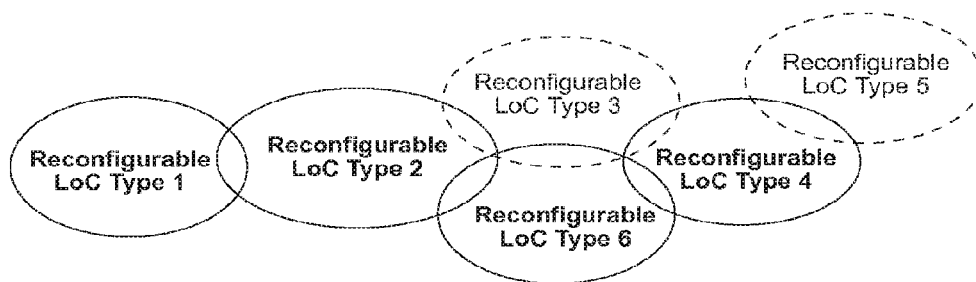 Reconfigurable
LoC Type 1
Reconfigurable
LoC Type 2
Reconfigurable
LoC Type 3
Reconfigurable
LoC Type 6
Reconfigurable
LoC Type 4
Reconfigurable
LoC Type 5